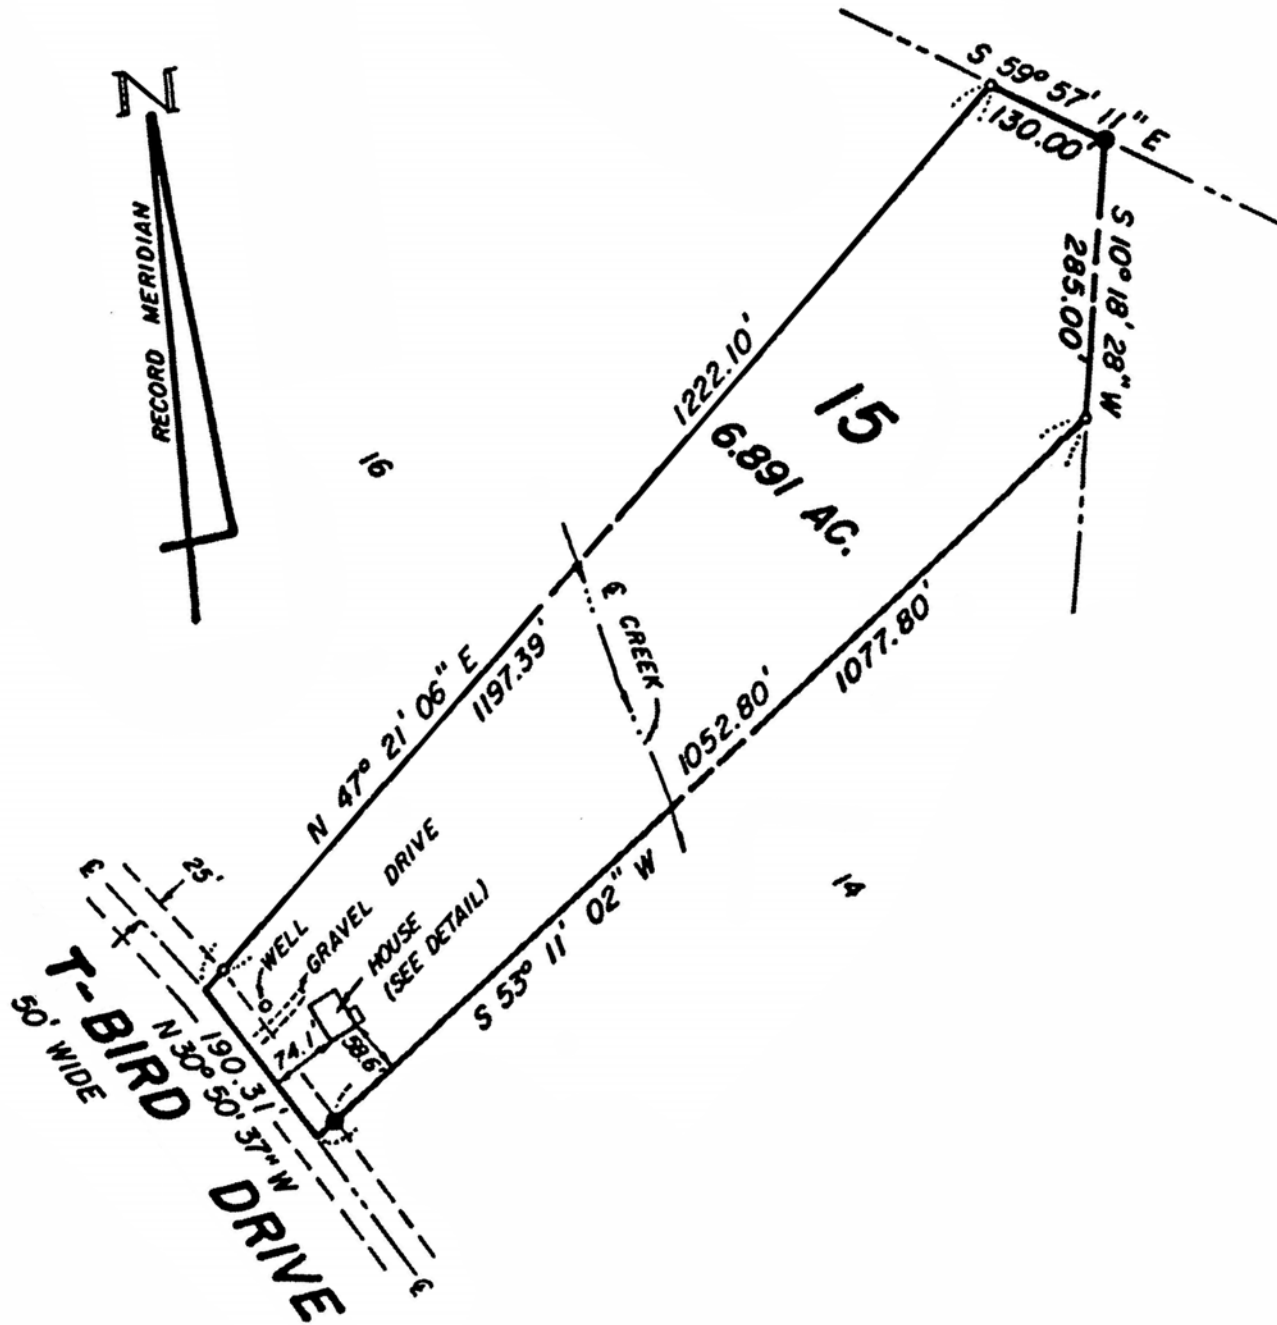 N
RECORD MERIDIAN
S 59° 57' 11" E
130.00'
S 10° 18' 28" W
285.00'
1222.10'
15
6.891 AC.
16
℄ CREEK
N 47° 21' 06" E
1197.39'
1052.80'
1077.80'
S 53° 11' 02" W
14
25'
℄
WELL
GRAVEL DRIVE
HOUSE
(SEE DETAIL)
74.1'
58.6'
190.31'
N 30° 50' 37" W
T-BIRD DRIVE
50' WIDE
℄